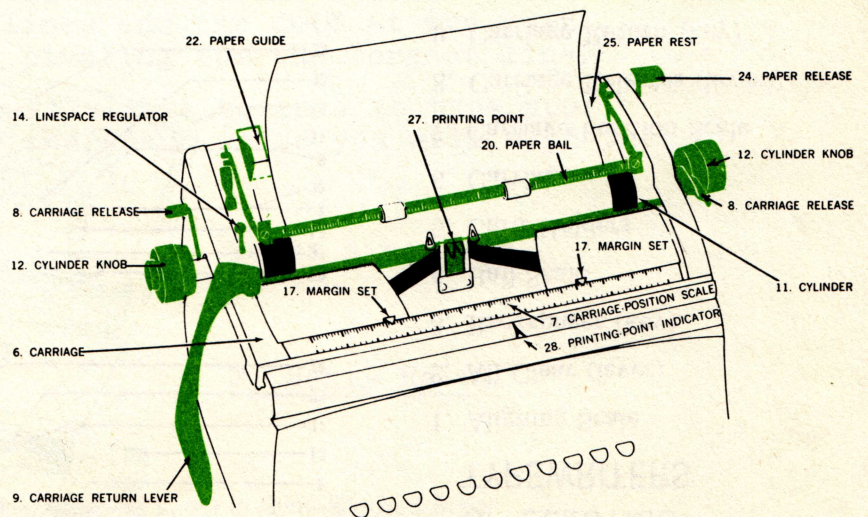 22. PAPER GUIDE
25. PAPER REST
24. PAPER RELEASE
14. LINESPACE REGULATOR
27. PRINTING POINT
20. PAPER BAIL
12. CYLINDER KNOB
8. CARRIAGE RELEASE
8. CARRIAGE RELEASE
12. CYLINDER KNOB
17. MARGIN SET
17. MARGIN SET
11. CYLINDER
7. CARRIAGE-POSITION SCALE
6. CARRIAGE
28. PRINTING-POINT INDICATOR
9. CARRIAGE RETURN LEVER